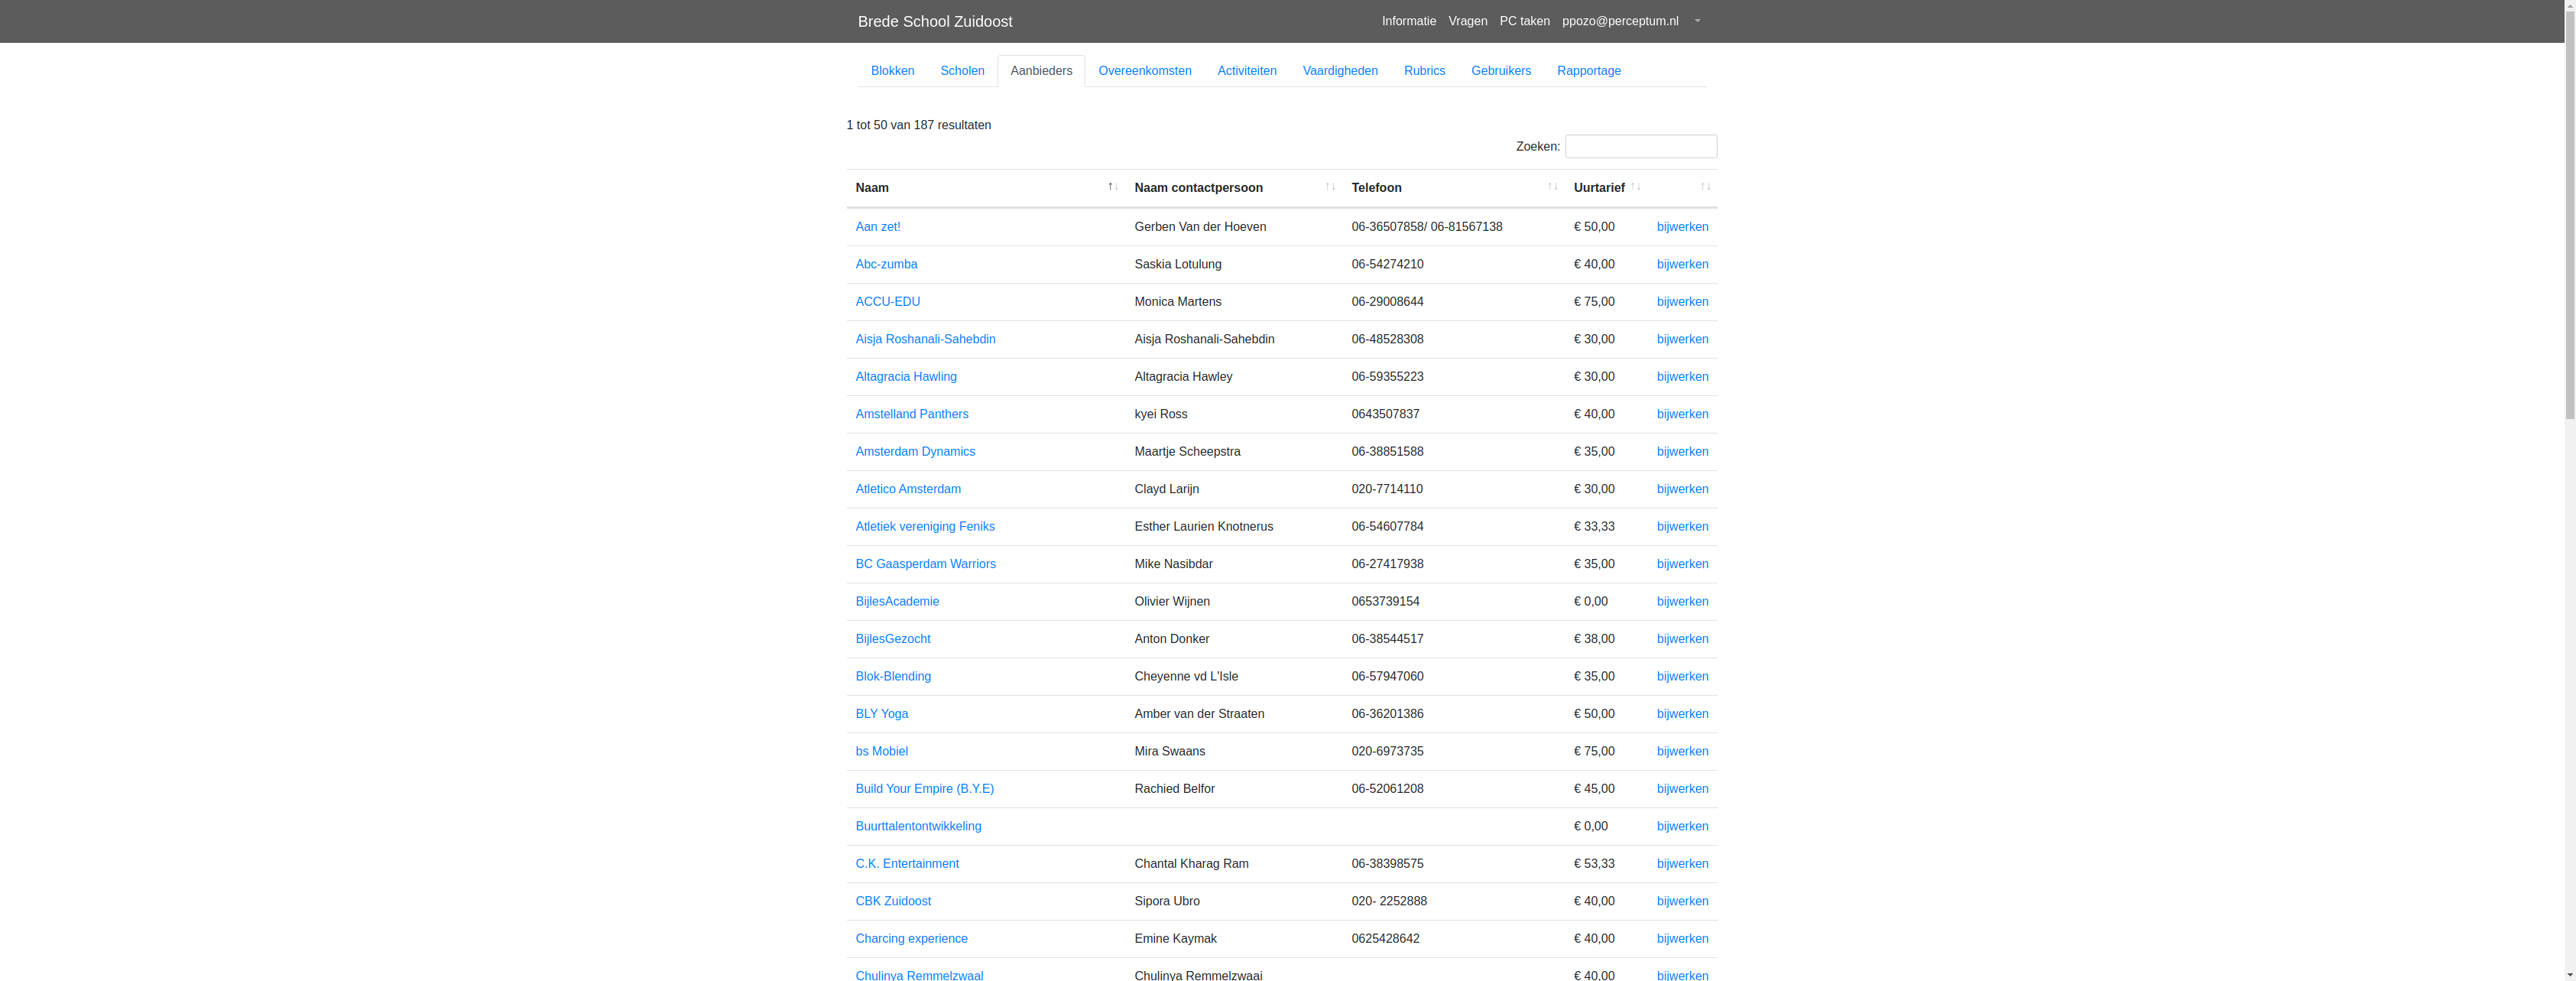 Brede School Zuidoost Informatie Vragen PC taken ppozo@perceptum.nl
Blokken Scholen Aanbieders Overeenkomsten Activiteiten Vaardigheden Rubrics Gebruikers Rapportage
1 tot 50 van 187 resultaten
Zoeken:
Naam ↑↓ Naam contactpersoon ↑↓ Telefoon ↑↓ Uurtarief ↑↓ ↑↓
Aan zet! Gerben Van der Hoeven 06-36507858/ 06-81567138 € 50,00 bijwerken
Abc-zumba Saskia Lotulung 06-54274210 € 40,00 bijwerken
ACCU-EDU Monica Martens 06-29008644 € 75,00 bijwerken
Aisja Roshanali-Sahebdin Aisja Roshanali-Sahebdin 06-48528308 € 30,00 bijwerken
Altagracia Hawling Altagracia Hawley 06-59355223 € 30,00 bijwerken
Amstelland Panthers kyei Ross 0643507837 € 40,00 bijwerken
Amsterdam Dynamics Maartje Scheepstra 06-38851588 € 35,00 bijwerken
Atletico Amsterdam Clayd Larijn 020-7714110 € 30,00 bijwerken
Atletiek vereniging Feniks Esther Laurien Knotnerus 06-54607784 € 33,33 bijwerken
BC Gaasperdam Warriors Mike Nasibdar 06-27417938 € 35,00 bijwerken
BijlesAcademie Olivier Wijnen 0653739154 € 0,00 bijwerken
BijlesGezocht Anton Donker 06-38544517 € 38,00 bijwerken
Blok-Blending Cheyenne vd L'Isle 06-57947060 € 35,00 bijwerken
BLY Yoga Amber van der Straaten 06-36201386 € 50,00 bijwerken
bs Mobiel Mira Swaans 020-6973735 € 75,00 bijwerken
Build Your Empire (B.Y.E) Rachied Belfor 06-52061208 € 45,00 bijwerken
Buurttalentontwikkeling € 0,00 bijwerken
C.K. Entertainment Chantal Kharag Ram 06-38398575 € 53,33 bijwerken
CBK Zuidoost Sipora Ubro 020- 2252888 € 40,00 bijwerken
Charcing experience Emine Kaymak 0625428642 € 40,00 bijwerken
Chulinya Remmelzwaal Chulinya Remmelzwaai € 40,00 bijwerken